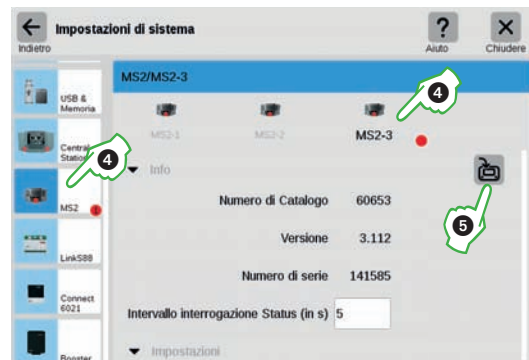 Impostazioni di sistema
Indietro
Aiuto
Chiudere
MS2/MS2-3
USB &
Memoria
Central
Station
MS2
LinkS88
Connect
6021
Booster
MS2-1
MS2-2
MS2-3
4
4
Info
5
Numero di Catalogo 60653
Versione 3.112
Numero di serie 141585
Intervallo interrogazione Status (in s) 5
Impostazioni